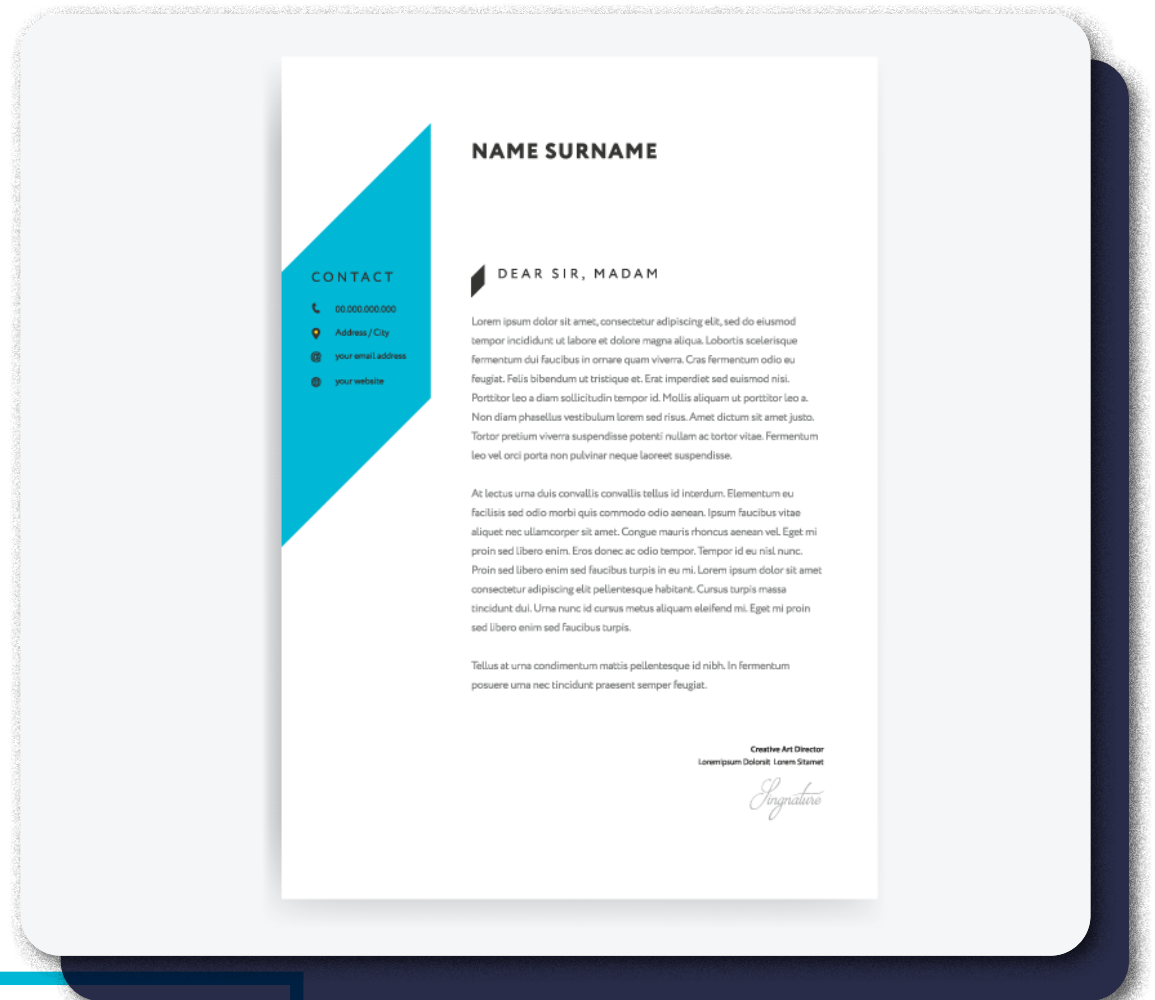 NAME SURNAME
CONTACT
00.000.000.000
Address / City
your email address
your website
DEAR SIR, MADAM
Lorem ipsum dolor sit amet, consectetur adipiscing elit, sed do eiusmod
tempor incididunt ut labore et dolore magna aliqua. Lobortis scelerisque
fermentum dui faucibus in ornare quam viverra. Cras fermentum odio eu
feugiat. Felis bibendum ut tristique et. Erat imperdiet sed euismod nisi.
Porttitor leo a diam sollicitudin tempor id. Mollis aliquam ut porttitor leo a.
Non diam phasellus vestibulum lorem sed risus. Amet dictum sit amet justo.
Tortor pretium viverra suspendisse potenti nullam ac tortor vitae. Fermentum
leo vel orci porta non pulvinar neque laoreet suspendisse.
At lectus urna duis convallis convallis tellus id interdum. Elementum eu
facilisis sed odio morbi quis commodo odio aenean. Ipsum faucibus vitae
aliquet nec ullamcorper sit amet. Congue mauris rhoncus aenean vel. Eget mi
proin sed libero enim. Eros donec ac odio tempor. Tempor id eu nisl nunc.
Proin sed libero enim sed faucibus turpis in eu mi. Lorem ipsum dolor sit amet
consectetur adipiscing elit pellentesque habitant. Cursus turpis massa
tincidunt dui. Urna nunc id cursus metus aliquam eleifend mi. Eget mi proin
sed libero enim sed faucibus turpis.
Tellus at urna condimentum mattis pellentesque id nibh. In fermentum
posuere urna nec tincidunt praesent semper feugiat.
Creative Art Director
Loremipsum Dolorsit Lorem Sitamet
Singnature